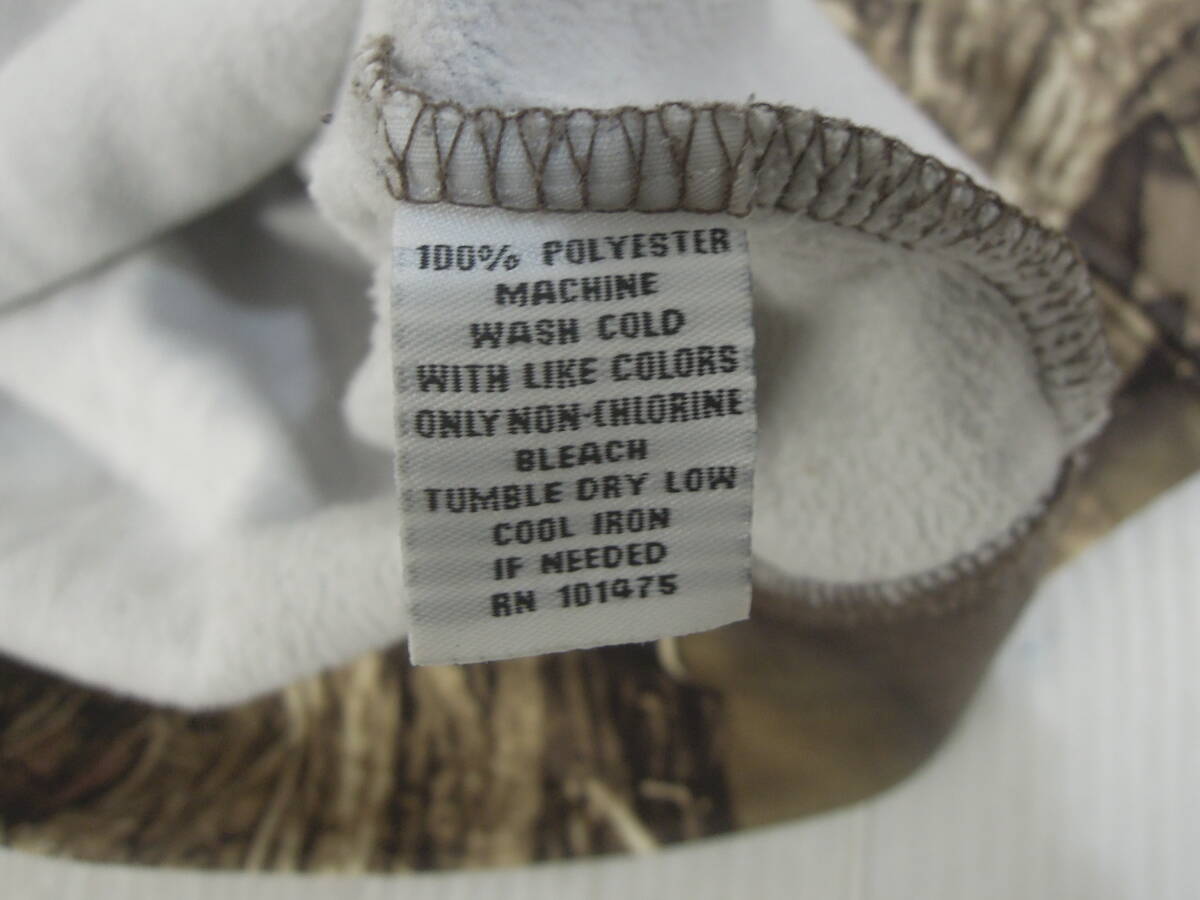 100% POLYESTER
MACHINE
WASH COLD
WITH LIKE COLORS
ONLY NON-CHLORINE
BLEACH
TUMBLE DRY LOW
COOL IRON
IF NEEDED
RN 101475